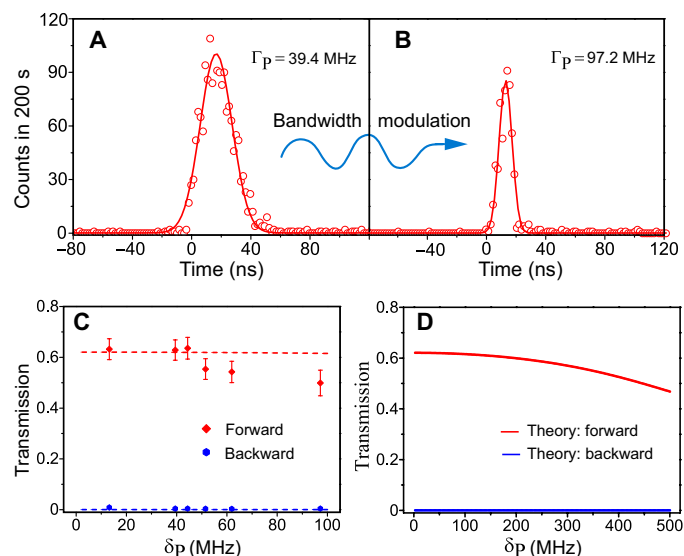 A
ΓP = 39.4 MHz
B
ΓP = 97.2 MHz
Bandwidth modulation
Counts in 200 s
120
90
60
30
0
−80 −40 0 40 80
Time (ns)
−40 0 40 80 120
Time (ns)
C
Transmission
0.8
0.6
0.4
0.2
0
Forward
Backward
0 20 40 60 80 100
δP (MHz)
D
Transmission
0.8
0.6
0.4
0.2
0
Theory: forward
Theory: backward
0 100 200 300 400 500
δP (MHz)